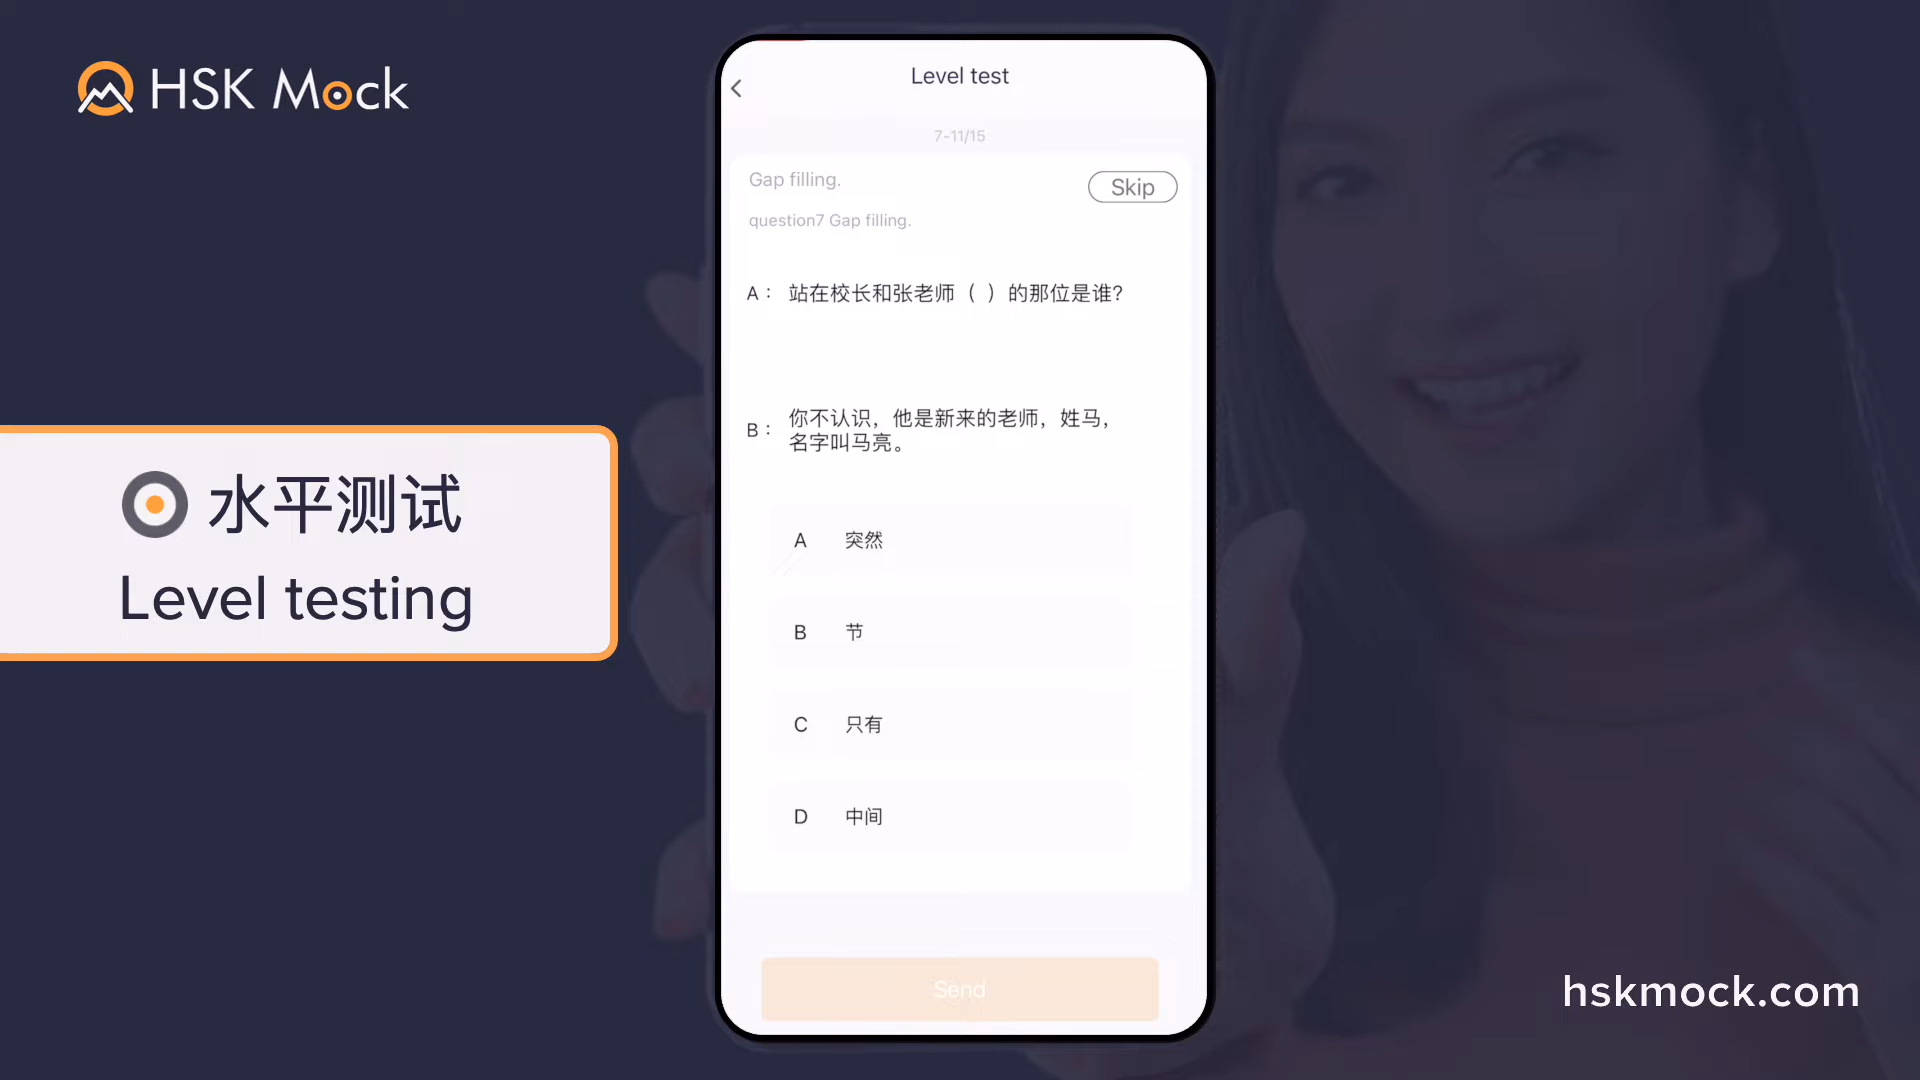 HSK Mock
水平测试
Level testing
Level test
7-11/15
Gap filling.
Skip
question7 Gap filling.
A： 站在校长和张老师（ ）的那位是谁？
B： 你不认识，他是新来的老师，姓马，
名字叫马亮。
A 突然
B 节
C 只有
D 中间
Send
hskmock.com